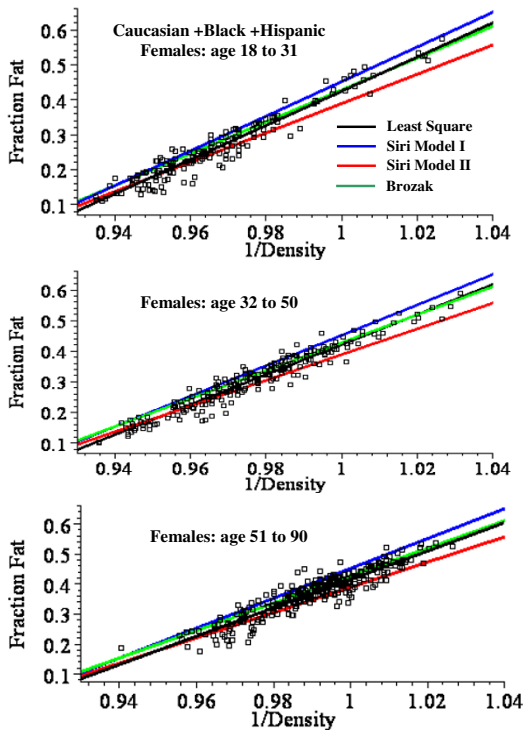 Caucasian +Black +Hispanic
Females: age 18 to 31
Fraction Fat
0.6
0.5
0.4
0.3
0.2
0.1
Least Square
Siri Model I
Siri Model II
Brozak
0.94 0.96 0.98 1 1.02 1.04
1/Density
Females: age 32 to 50
Fraction Fat
0.6
0.5
0.4
0.3
0.2
0.1
0.94 0.96 0.98 1 1.02 1.04
1/Density
Females: age 51 to 90
Fraction Fat
0.6
0.5
0.4
0.3
0.2
0.1
0.94 0.96 0.98 1 1.02 1.04
1/Density